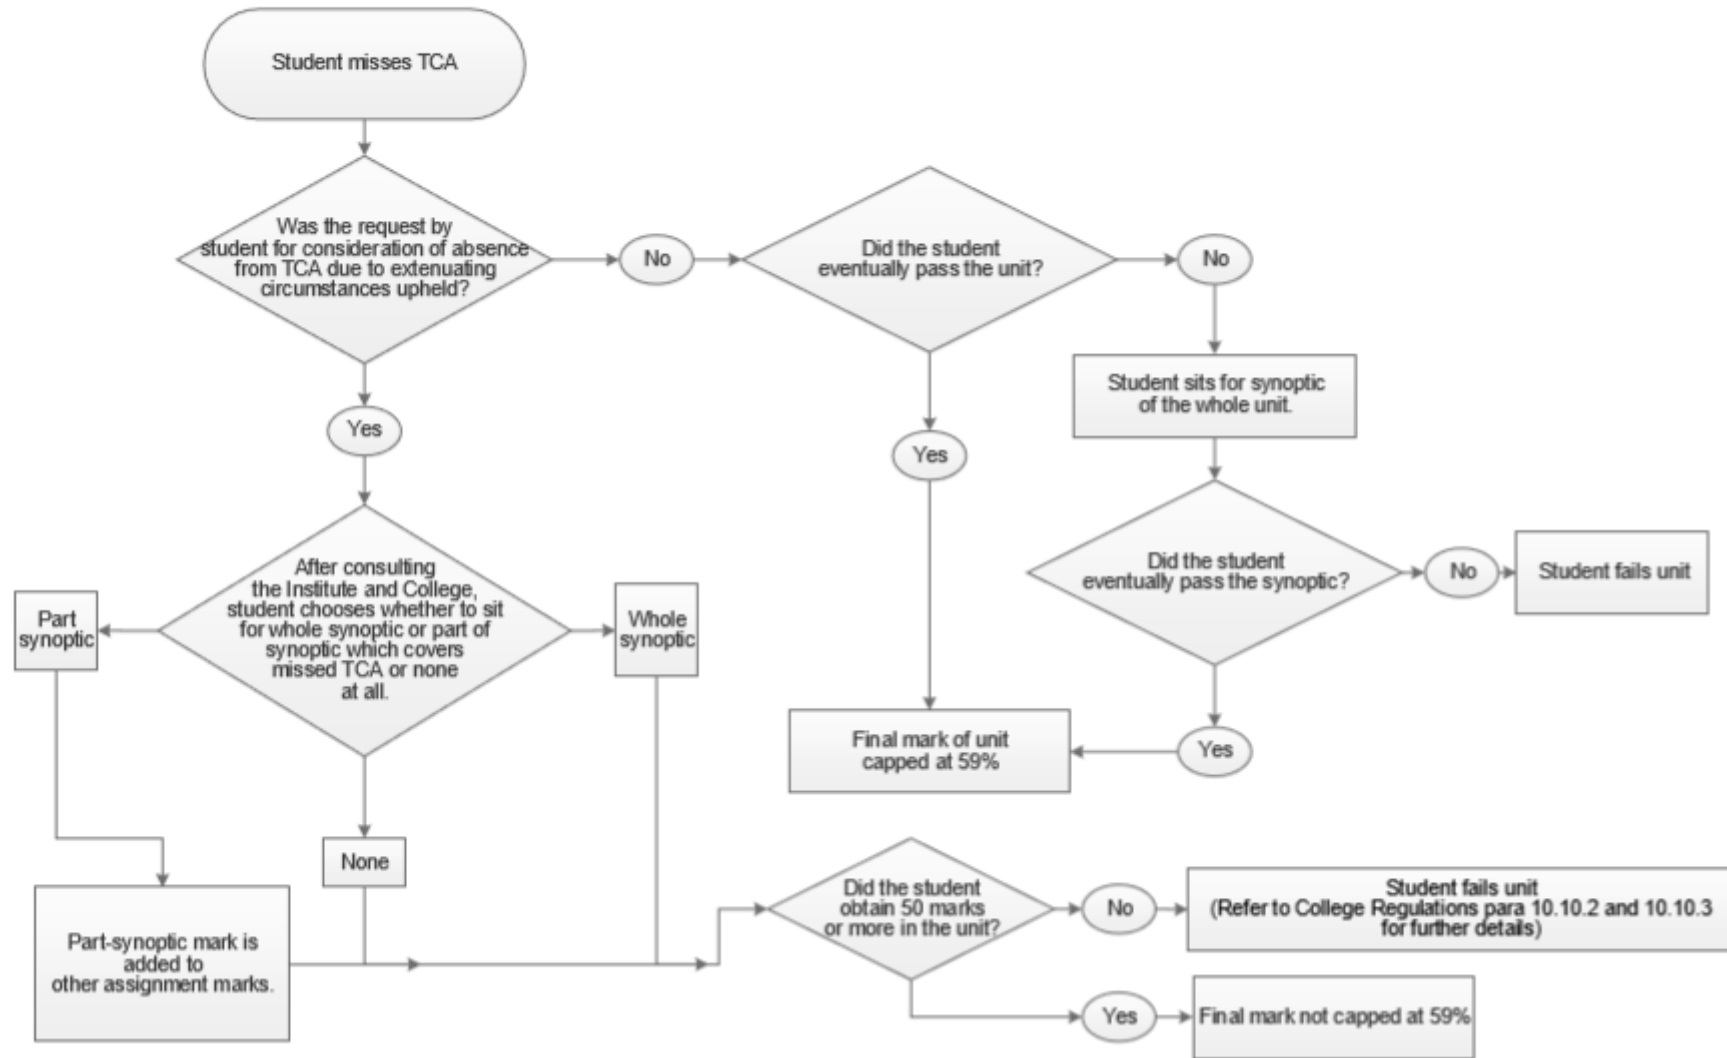 Student misses TCA
Was the request by
student for consideration of absence
from TCA due to extenuating
circumstances upheld?
No
Did the student
eventually pass the unit?
No
Yes
Yes
Student sits for synoptic
of the whole unit.
After consulting
the Institute and College,
student chooses whether to sit
for whole synoptic or part of
synoptic which covers
missed TCA or none
at all.
Part
synoptic
Whole
synoptic
Did the student
eventually pass the synoptic?
No
Student fails unit
Final mark of unit
capped at 59%
Yes
None
Part-synoptic mark is
added to
other assignment marks.
Did the student
obtain 50 marks
or more in the unit?
No
Student fails unit
(Refer to College Regulations para 10.10.2 and 10.10.3
for further details)
Yes
Final mark not capped at 59%